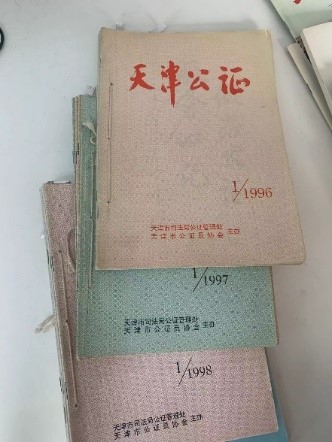 天津公证
1/1996
天津市司法局公证管理处
天津市公证员协会 主办
1/1997
天津市司法局公证管理处
天津市公证员协会 主办
1/1998
天津市司法局公证管理处
天津市公证员协会 主办